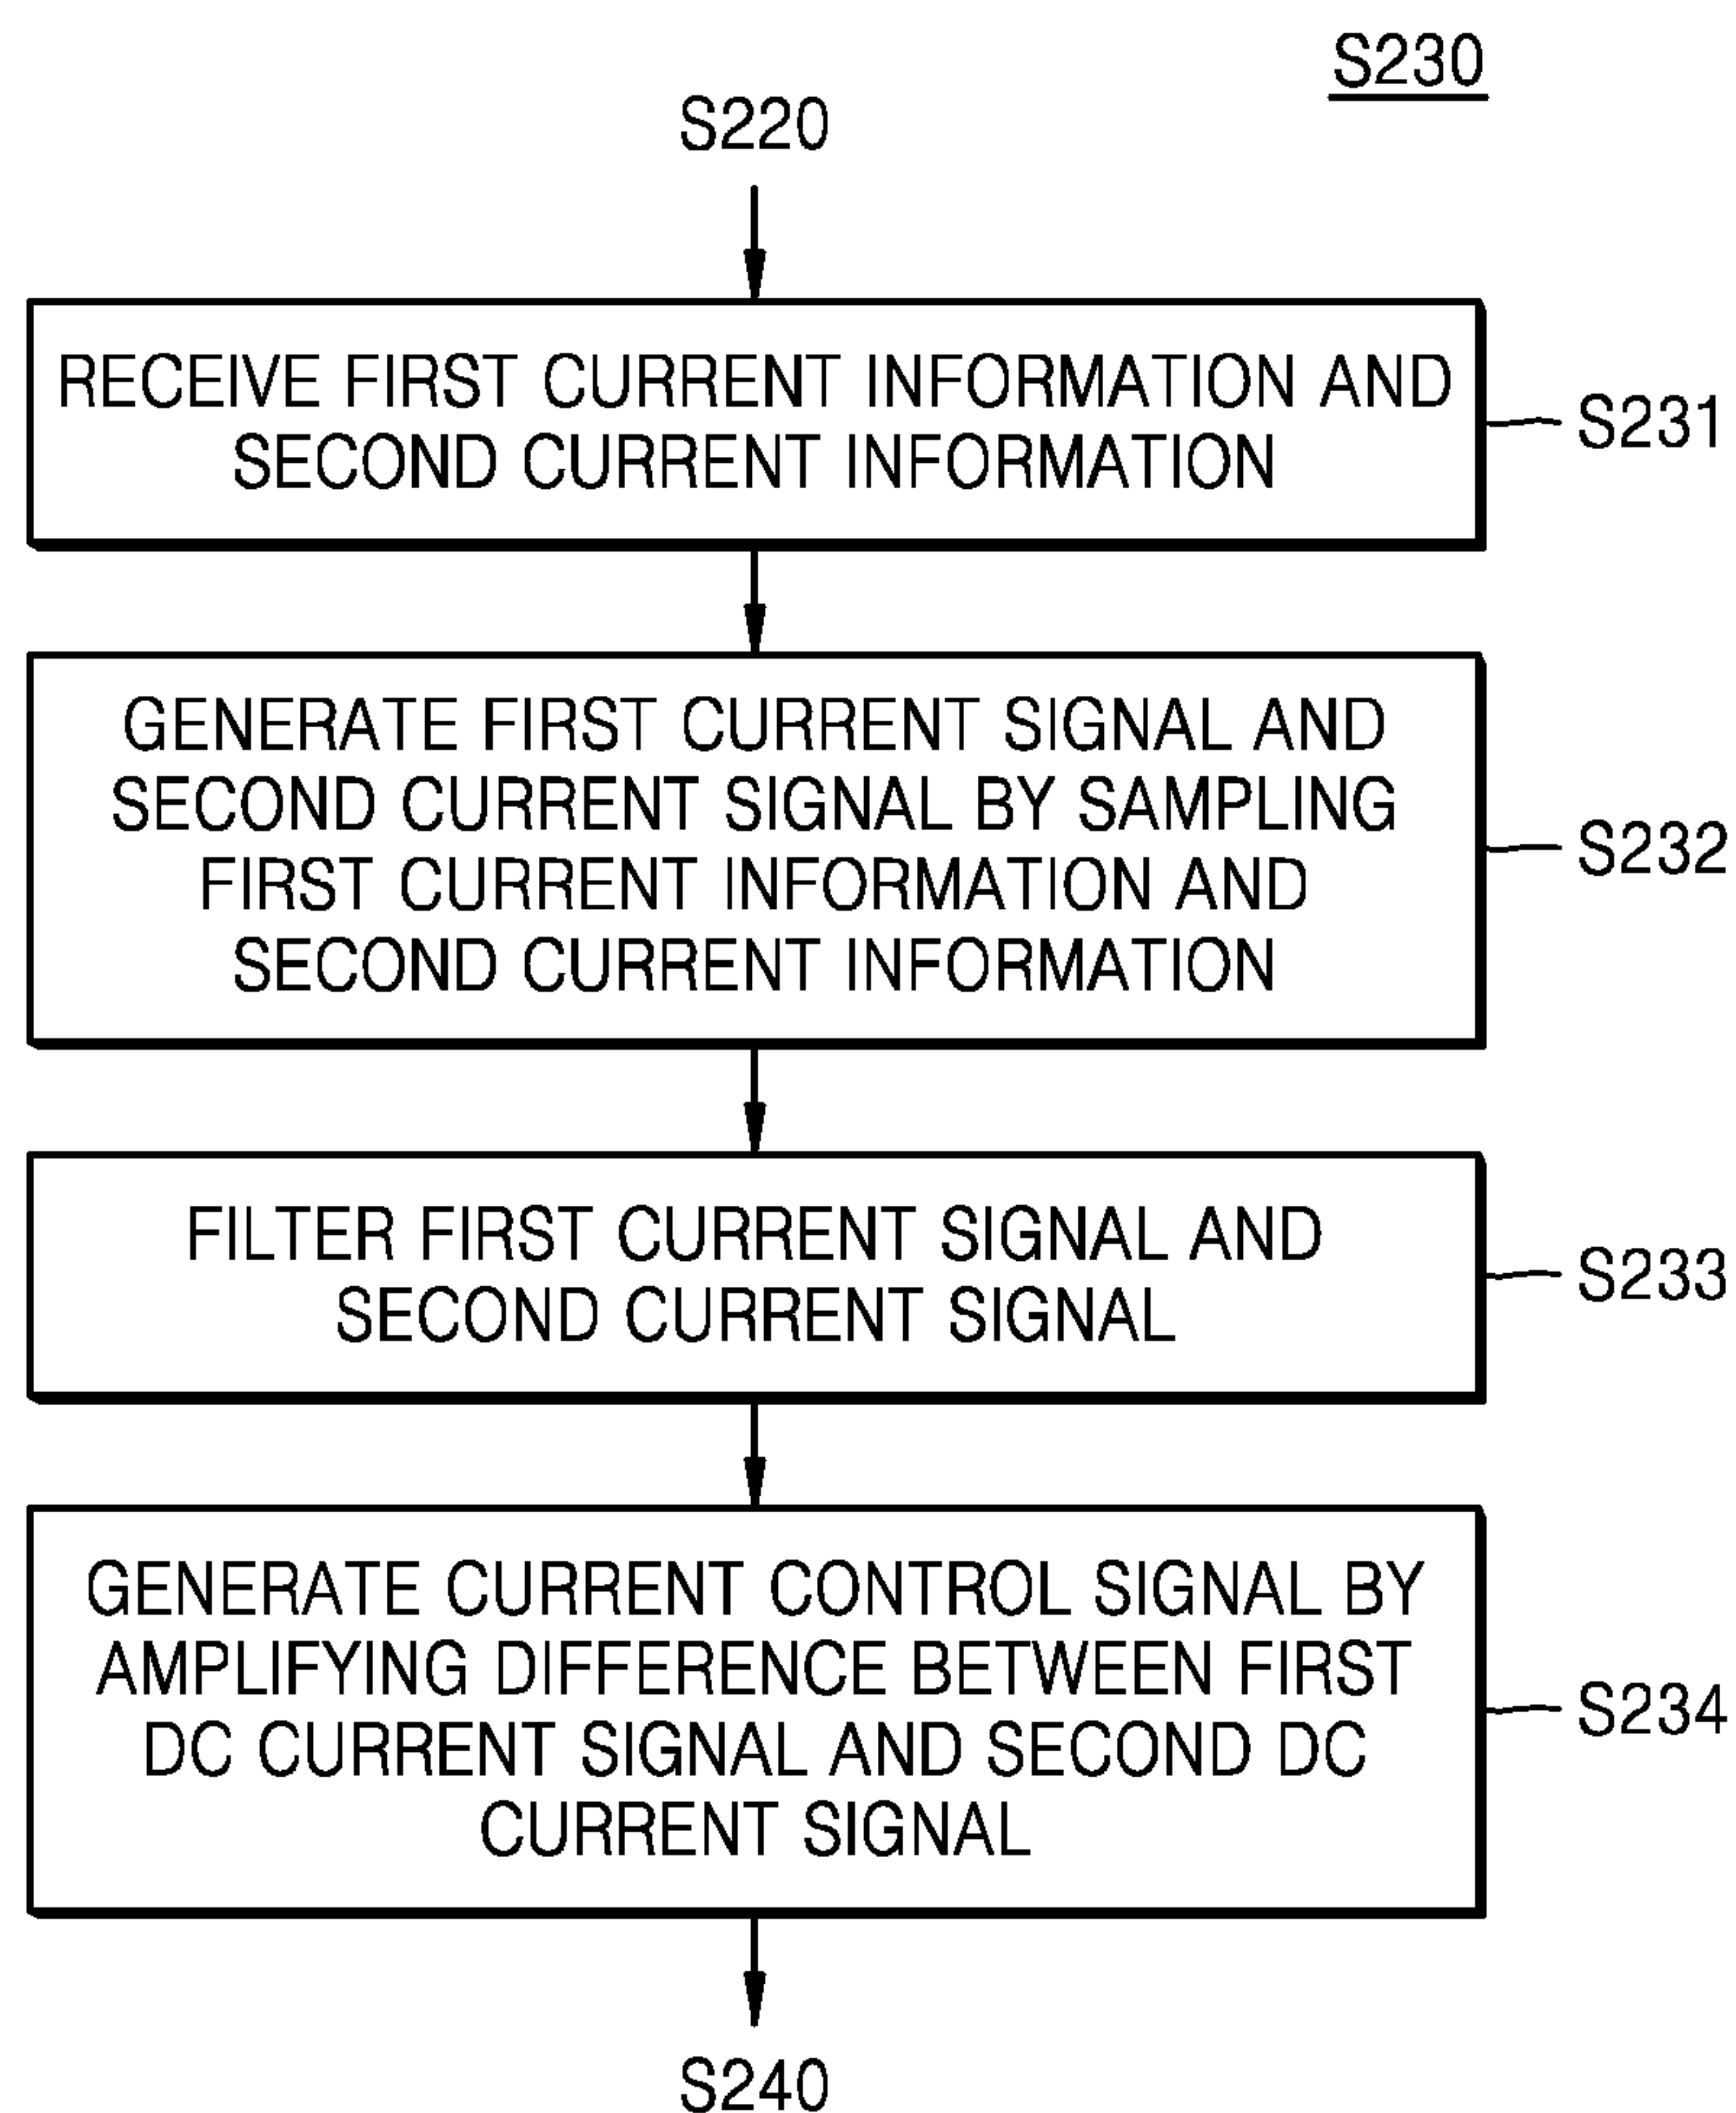 S230
S220
RECEIVE FIRST CURRENT INFORMATION AND
SECOND CURRENT INFORMATION
S231
GENERATE FIRST CURRENT SIGNAL AND
SECOND CURRENT SIGNAL BY SAMPLING
FIRST CURRENT INFORMATION AND
SECOND CURRENT INFORMATION
S232
FILTER FIRST CURRENT SIGNAL AND
SECOND CURRENT SIGNAL
S233
GENERATE CURRENT CONTROL SIGNAL BY
AMPLIFYING DIFFERENCE BETWEEN FIRST
DC CURRENT SIGNAL AND SECOND DC
CURRENT SIGNAL
S234
S240